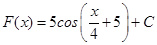 F(x) = 5cos(x/4 + 5) + C